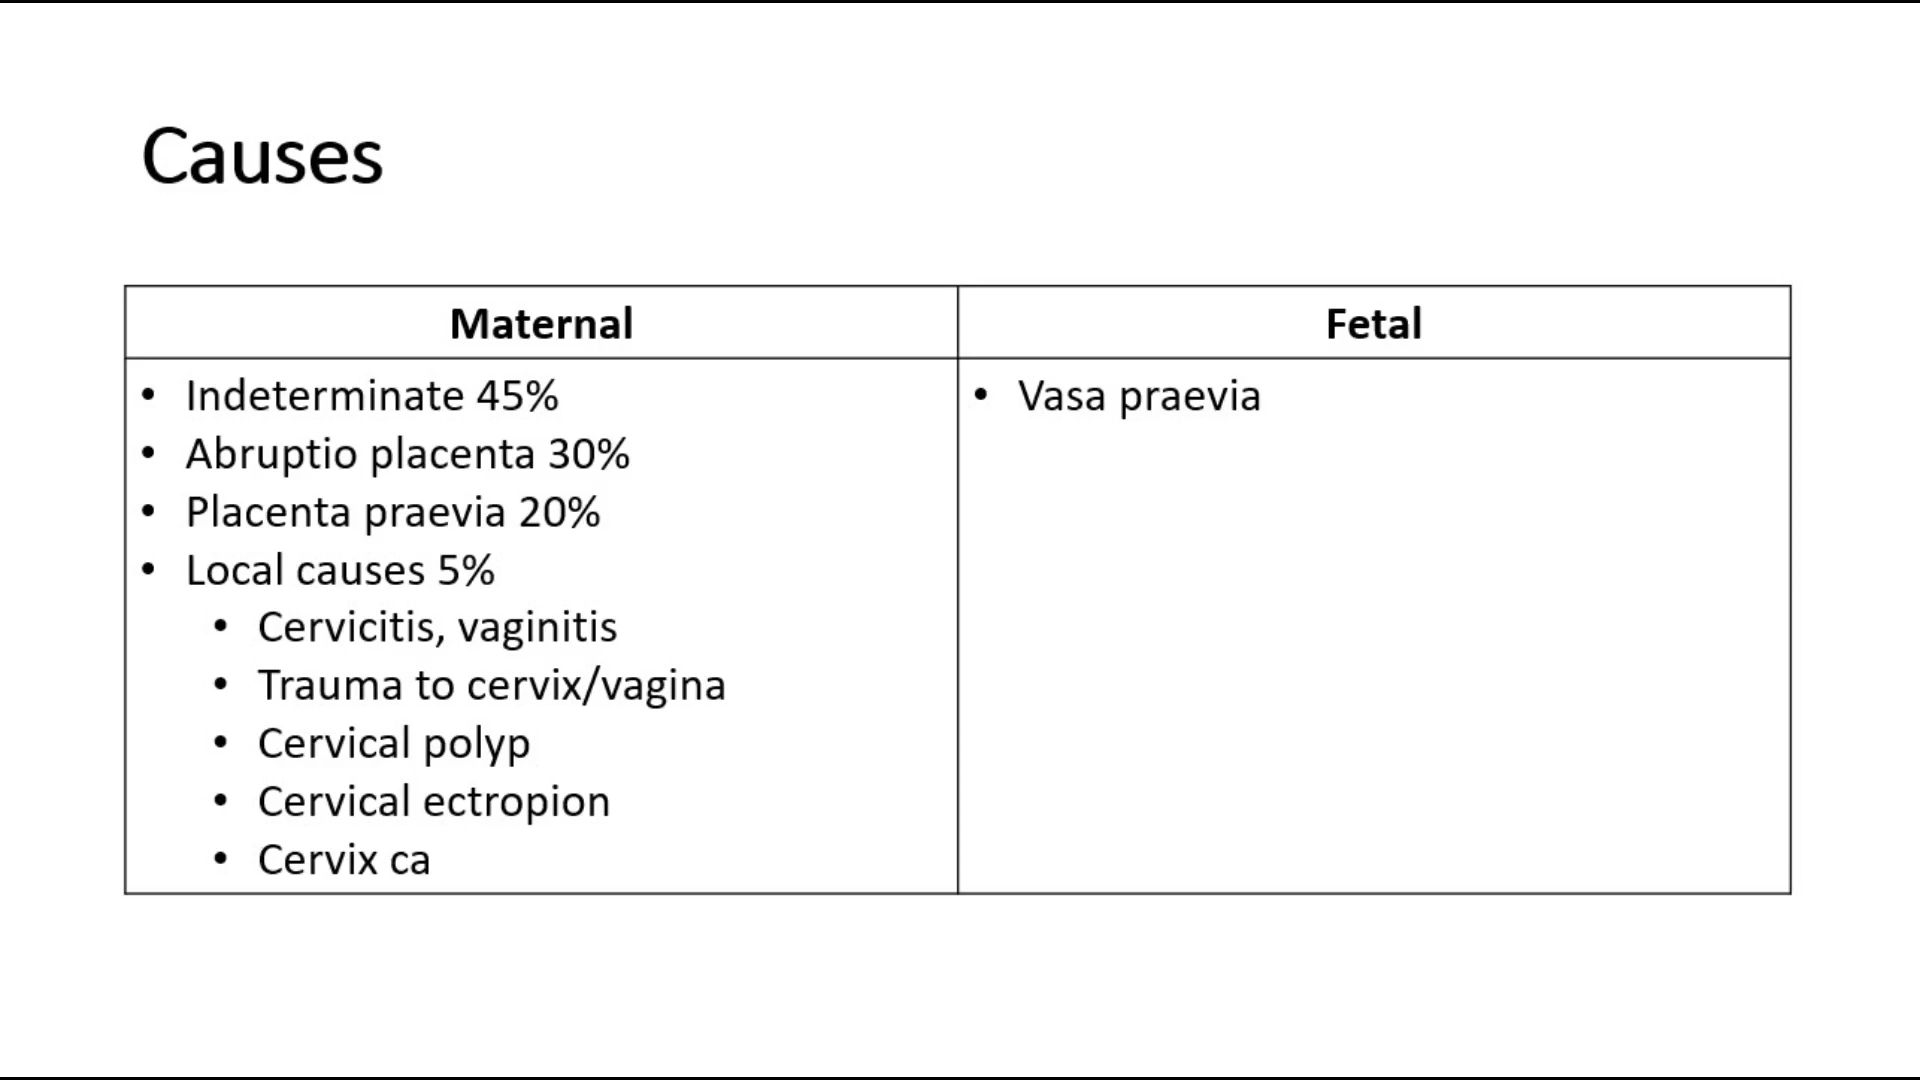 Causes
Maternal
Fetal
• Indeterminate 45%
• Abruptio placenta 30%
• Placenta praevia 20%
• Local causes 5%
• Cervicitis, vaginitis
• Trauma to cervix/vagina
• Cervical polyp
• Cervical ectropion
• Cervix ca
• Vasa praevia